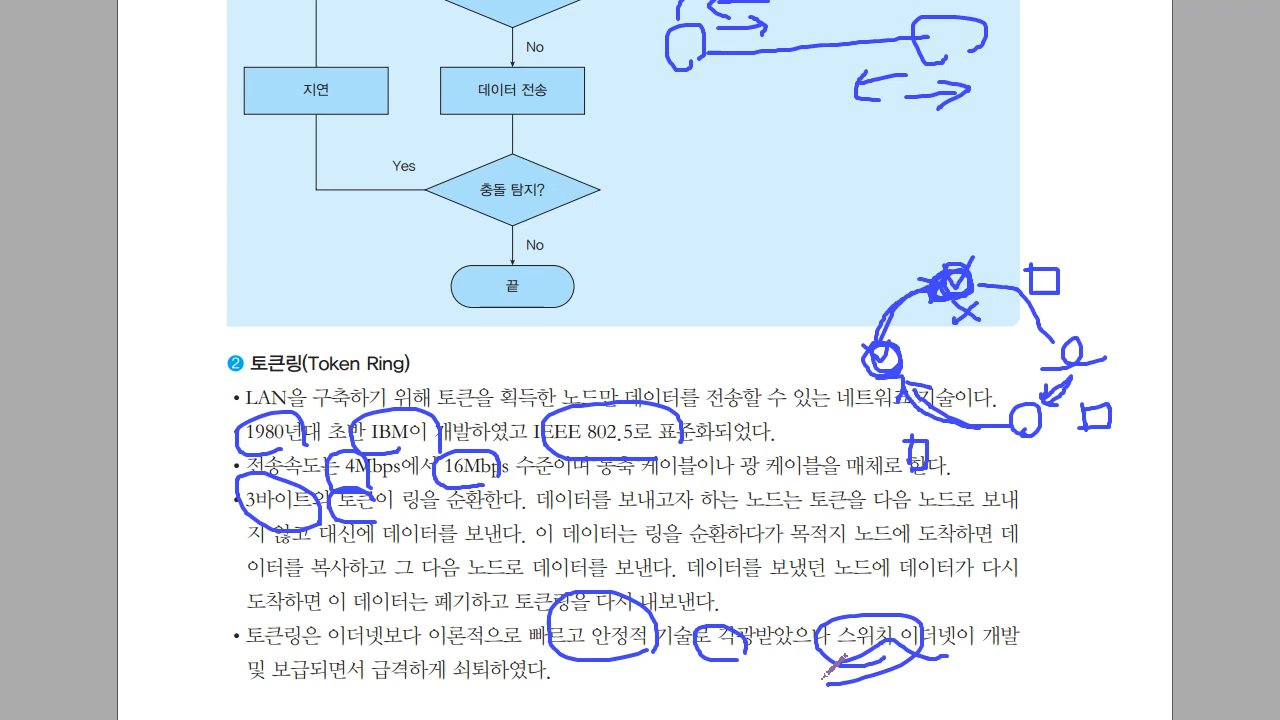 No
지연
데이터 전송
Yes
충돌 탐지?
No
끝
2 토큰링(Token Ring)
• LAN을 구축하기 위해 토큰을 획득한 노드만 데이터를 전송할 수 있는 네트워크 기술이다.
• 1980년대 초반 IBM이 개발하였고 IEEE 802.5로 표준화되었다.
• 전송속도는 4Mbps에서 16Mbps 수준이며 동축 케이블이나 광 케이블을 매체로 한다.
• 3바이트의 토큰이 링을 순환한다. 데이터를 보내고자 하는 노드는 토큰을 다음 노드로 보내
지 않고 대신에 데이터를 보낸다. 이 데이터는 링을 순환하다가 목적지 노드에 도착하면 데
이터를 복사하고 그 다음 노드로 데이터를 보낸다. 데이터를 보냈던 노드에 데이터가 다시
도착하면 이 데이터는 폐기하고 토큰링을 다시 내보낸다.
• 토큰링은 이더넷보다 이론적으로 빠르고 안정적 기술로 각광받았으나 스위치 이더넷이 개발
및 보급되면서 급격하게 쇠퇴하였다.